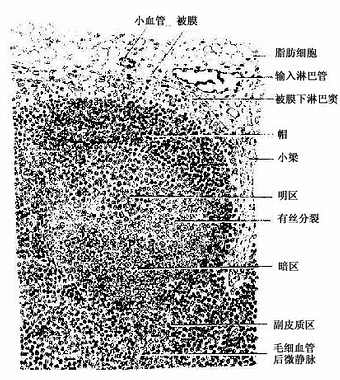 小血管 被膜
脂肪细胞
输入淋巴管
被膜下淋巴窦
帽
小梁
明区
有丝分裂
暗区
副皮质区
毛细血管
后微静脉